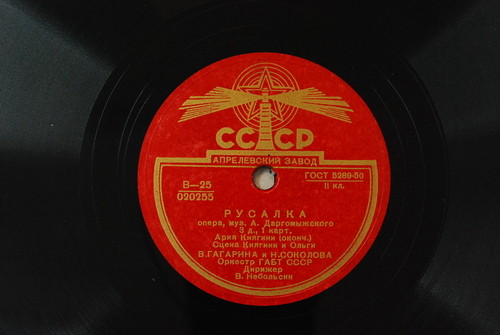 СССР
АПРЕЛЕВСКИЙ ЗАВОД
В—25
020255
ГОСТ 5289-50
II кл.
РУСАЛКА
опера, муз. А. Даргомыжского
3 д., 1 карт.
Ария Княгини (оконч.)
Сцена Княгини и Ольги
В.ГАГАРИНА и Н.СОКОЛОВА
Оркестр ГАБТ СССР
Дирижер
В. Небольсин